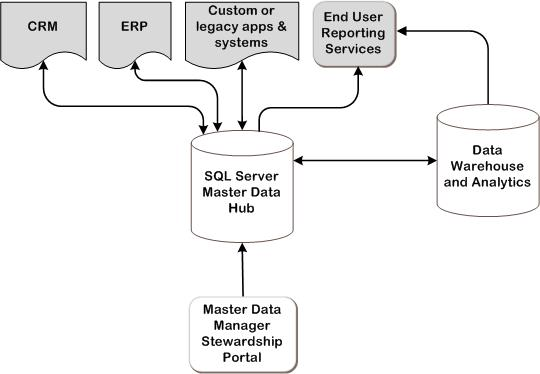 CRM
ERP
Custom or
legacy apps &
systems
End User
Reporting
Services
SQL Server
Master Data
Hub
Data
Warehouse
and Analytics
Master Data
Manager
Stewardship
Portal